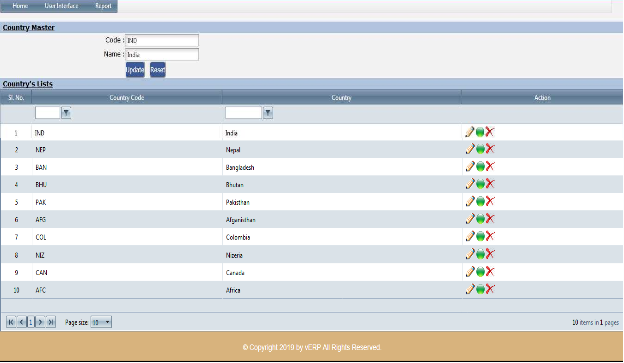 Home User Interface Report
Country Master
Code : IND
Name : India
Update Reset
Country's Lists
Sl. No. Country Code Country Action
1 IND India
2 NEP Nepal
3 BAN Bangladesh
4 BHU Bhutan
5 PAK Pakisthan
6 AFG Afganisthan
7 COL Colombia
8 NIZ Nizeria
9 CAN Canada
10 AFC Africa
1 Page size: 10 10 items in 1 pages
© Copyright 2010 by vERP All Rights Reserved.